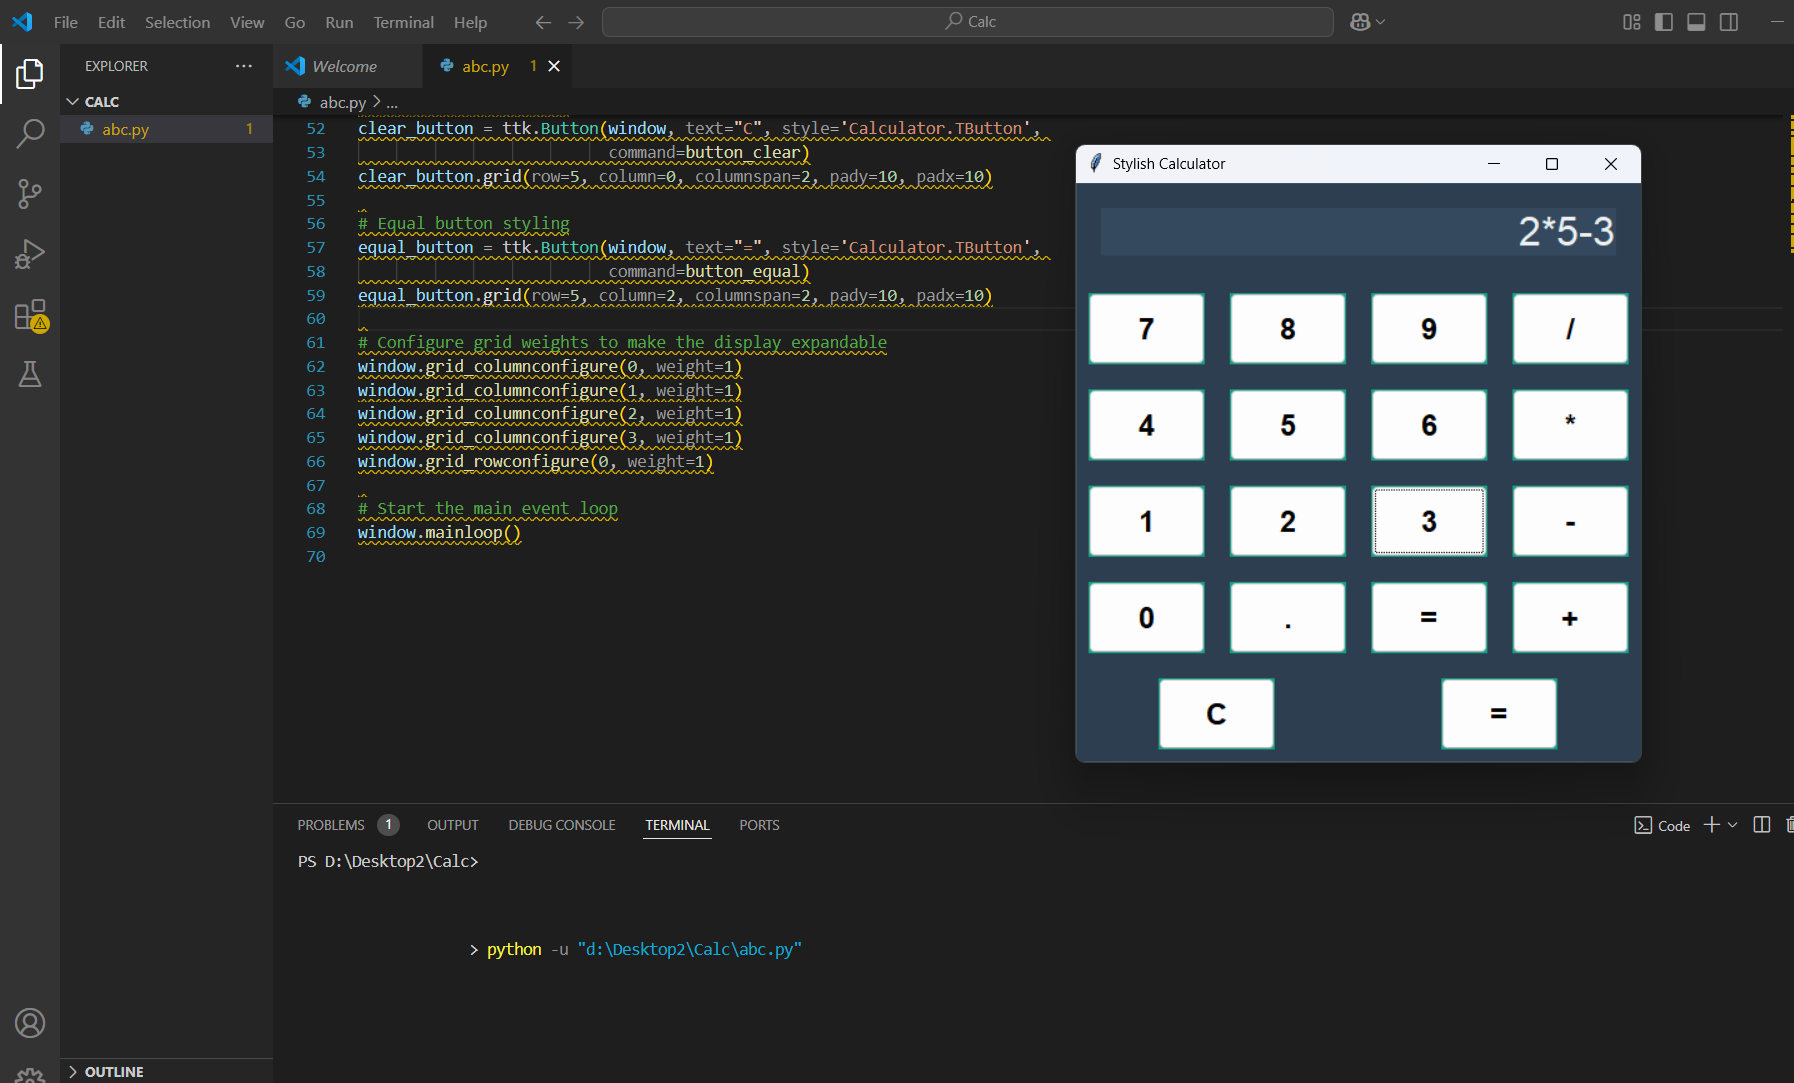 File Edit Selection View Go Run Terminal Help
Calc
EXPLORER
CALC
abc.py 1
OUTLINE
Welcome
abc.py 1
abc.py > ...
52 clear_button = ttk.Button(window, text="C", style='Calculator.TButton',
53 command=button_clear)
54 clear_button.grid(row=5, column=0, columnspan=2, pady=10, padx=10)
55
56 # Equal button styling
57 equal_button = ttk.Button(window, text="=", style='Calculator.TButton',
58 command=button_equal)
59 equal_button.grid(row=5, column=2, columnspan=2, pady=10, padx=10)
60
61 # Configure grid weights to make the display expandable
62 window.grid_columnconfigure(0, weight=1)
63 window.grid_columnconfigure(1, weight=1)
64 window.grid_columnconfigure(2, weight=1)
65 window.grid_columnconfigure(3, weight=1)
66 window.grid_rowconfigure(0, weight=1)
67
68 # Start the main event loop
69 window.mainloop()
70
Stylish Calculator
2*5-3
7 8 9 /
4 5 6 *
1 2 3 -
0 . = +
C =
PROBLEMS 1 OUTPUT DEBUG CONSOLE TERMINAL PORTS
Code
PS D:\Desktop2\Calc>
> python -u "d:\Desktop2\Calc\abc.py"